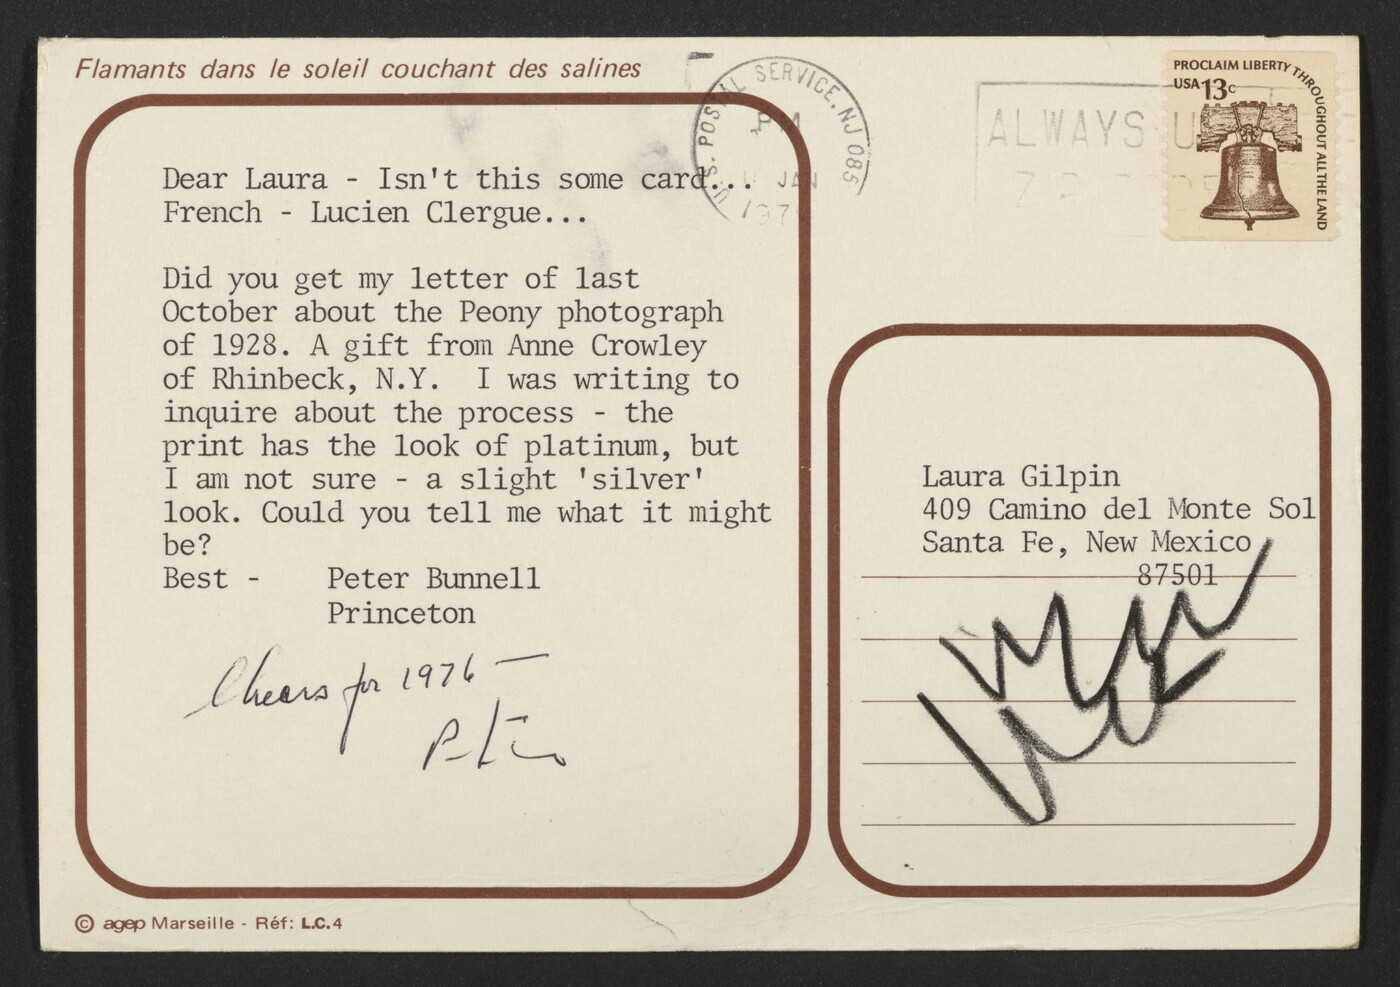 Flamants dans le soleil couchant des salines
U.S. POSTAL SERVICE, NJ 085
PM
JAN
197
ALWAYS U
PROCLAIM LIBERTY THROUGHOUT ALL THE LAND
USA 13c
Dear Laura - Isn't this some card...
French - Lucien Clergue...
Did you get my letter of last
October about the Peony photograph
of 1928. A gift from Anne Crowley
of Rhinbeck, N.Y. I was writing to
inquire about the process - the
print has the look of platinum, but
I am not sure - a slight 'silver'
look. Could you tell me what it might
be?
Best - Peter Bunnell
Princeton
Cheers for 1976 -
Peter
Laura Gilpin
409 Camino del Monte Sol
Santa Fe, New Mexico
87501
© agep Marseille - Réf: L.C.4